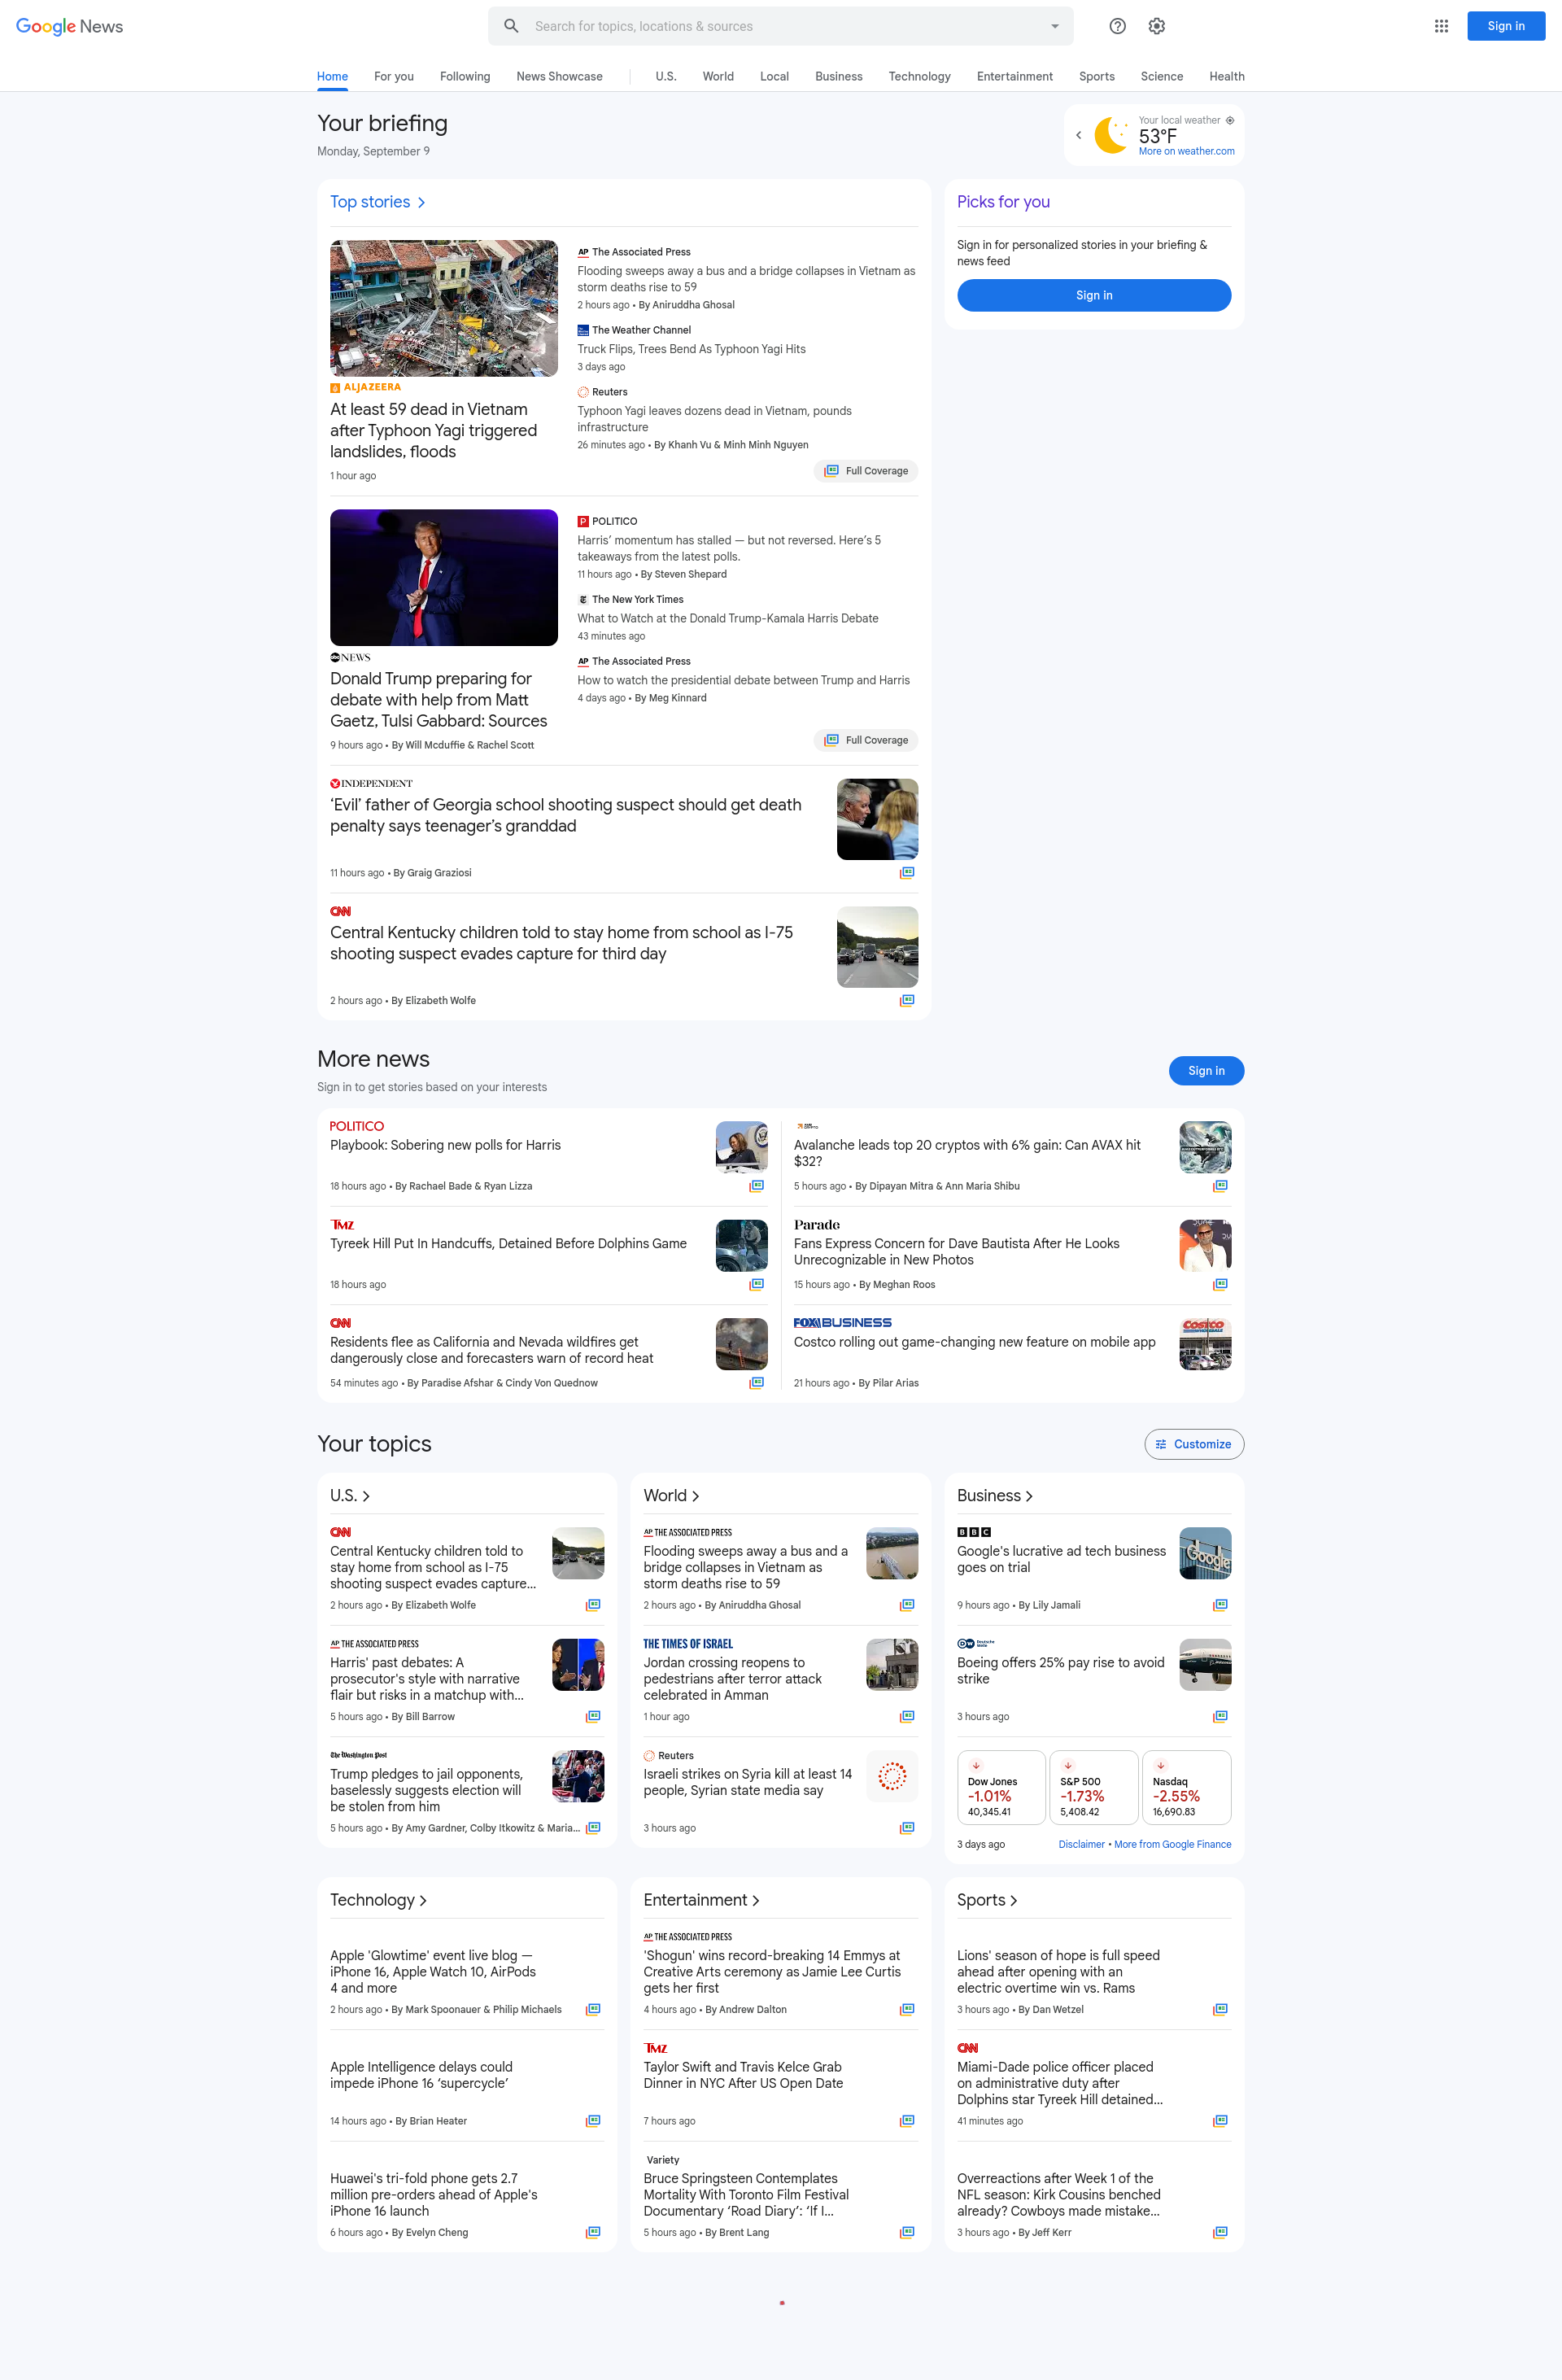 Google News
Search for topics, locations & sources
Sign in
Home
For you
Following
News Showcase
U.S.
World
Local
Business
Technology
Entertainment
Sports
Science
Health
Your briefing
Monday, September 9
Your local weather
53°F
More on weather.com
Top stories
ALJAZEERA
At least 59 dead in Vietnam
after Typhoon Yagi triggered
landslides, floods
1 hour ago
AP The Associated Press
Flooding sweeps away a bus and a bridge collapses in Vietnam as
storm deaths rise to 59
2 hours ago • By Aniruddha Ghosal
The Weather Channel
Truck Flips, Trees Bend As Typhoon Yagi Hits
3 days ago
Reuters
Typhoon Yagi leaves dozens dead in Vietnam, pounds
infrastructure
26 minutes ago • By Khanh Vu & Minh Minh Nguyen
Full Coverage
Picks for you
Sign in for personalized stories in your briefing &
news feed
Sign in
abc NEWS
Donald Trump preparing for
debate with help from Matt
Gaetz, Tulsi Gabbard: Sources
9 hours ago • By Will Mcduffie & Rachel Scott
P POLITICO
Harris’ momentum has stalled — but not reversed. Here’s 5
takeaways from the latest polls.
11 hours ago • By Steven Shepard
The New York Times
What to Watch at the Donald Trump-Kamala Harris Debate
43 minutes ago
AP The Associated Press
How to watch the presidential debate between Trump and Harris
4 days ago • By Meg Kinnard
Full Coverage
INDEPENDENT
‘Evil’ father of Georgia school shooting suspect should get death
penalty says teenager’s granddad
11 hours ago • By Graig Graziosi
CNN
Central Kentucky children told to stay home from school as I-75
shooting suspect evades capture for third day
2 hours ago • By Elizabeth Wolfe
More news
Sign in to get stories based on your interests
Sign in
POLITICO
Playbook: Sobering new polls for Harris
18 hours ago • By Rachael Bade & Ryan Lizza
TMZ
Tyreek Hill Put In Handcuffs, Detained Before Dolphins Game
18 hours ago
CNN
Residents flee as California and Nevada wildfires get
dangerously close and forecasters warn of record heat
54 minutes ago • By Paradise Afshar & Cindy Von Quednow
Avalanche leads top 20 cryptos with 6% gain: Can AVAX hit
$32?
5 hours ago • By Dipayan Mitra & Ann Maria Shibu
Parade
Fans Express Concern for Dave Bautista After He Looks
Unrecognizable in New Photos
15 hours ago • By Meghan Roos
FOX BUSINESS
Costco rolling out game-changing new feature on mobile app
21 hours ago • By Pilar Arias
COSTCO
Your topics
Customize
U.S.
CNN
Central Kentucky children told to
stay home from school as I-75
shooting suspect evades capture...
2 hours ago • By Elizabeth Wolfe
AP THE ASSOCIATED PRESS
Harris' past debates: A
prosecutor's style with narrative
flair but risks in a matchup with...
5 hours ago • By Bill Barrow
The Washington Post
Trump pledges to jail opponents,
baselessly suggests election will
be stolen from him
5 hours ago • By Amy Gardner, Colby Itkowitz & Maria...
World
AP THE ASSOCIATED PRESS
Flooding sweeps away a bus and a
bridge collapses in Vietnam as
storm deaths rise to 59
2 hours ago • By Aniruddha Ghosal
THE TIMES OF ISRAEL
Jordan crossing reopens to
pedestrians after terror attack
celebrated in Amman
1 hour ago
Reuters
Israeli strikes on Syria kill at least 14
people, Syrian state media say
3 hours ago
Business
BBC
Google's lucrative ad tech business
goes on trial
9 hours ago • By Lily Jamali
Google
DW Deutsche Welle
Boeing offers 25% pay rise to avoid
strike
3 hours ago
Dow Jones
-1.01%
40,345.41
S&P 500
-1.73%
5,408.42
Nasdaq
-2.55%
16,690.83
3 days ago
Disclaimer • More from Google Finance
Technology
Apple 'Glowtime' event live blog —
iPhone 16, Apple Watch 10, AirPods
4 and more
2 hours ago • By Mark Spoonauer & Philip Michaels
Apple Intelligence delays could
impede iPhone 16 ‘supercycle’
14 hours ago • By Brian Heater
Huawei's tri-fold phone gets 2.7
million pre-orders ahead of Apple's
iPhone 16 launch
6 hours ago • By Evelyn Cheng
Entertainment
AP THE ASSOCIATED PRESS
'Shogun' wins record-breaking 14 Emmys at
Creative Arts ceremony as Jamie Lee Curtis
gets her first
4 hours ago • By Andrew Dalton
TMZ
Taylor Swift and Travis Kelce Grab
Dinner in NYC After US Open Date
7 hours ago
Variety
Bruce Springsteen Contemplates
Mortality With Toronto Film Festival
Documentary ‘Road Diary’: ‘If I...
5 hours ago • By Brent Lang
Sports
Lions' season of hope is full speed
ahead after opening with an
electric overtime win vs. Rams
3 hours ago • By Dan Wetzel
CNN
Miami-Dade police officer placed
on administrative duty after
Dolphins star Tyreek Hill detained...
41 minutes ago
Overreactions after Week 1 of the
NFL season: Kirk Cousins benched
already? Cowboys made mistake...
3 hours ago • By Jeff Kerr